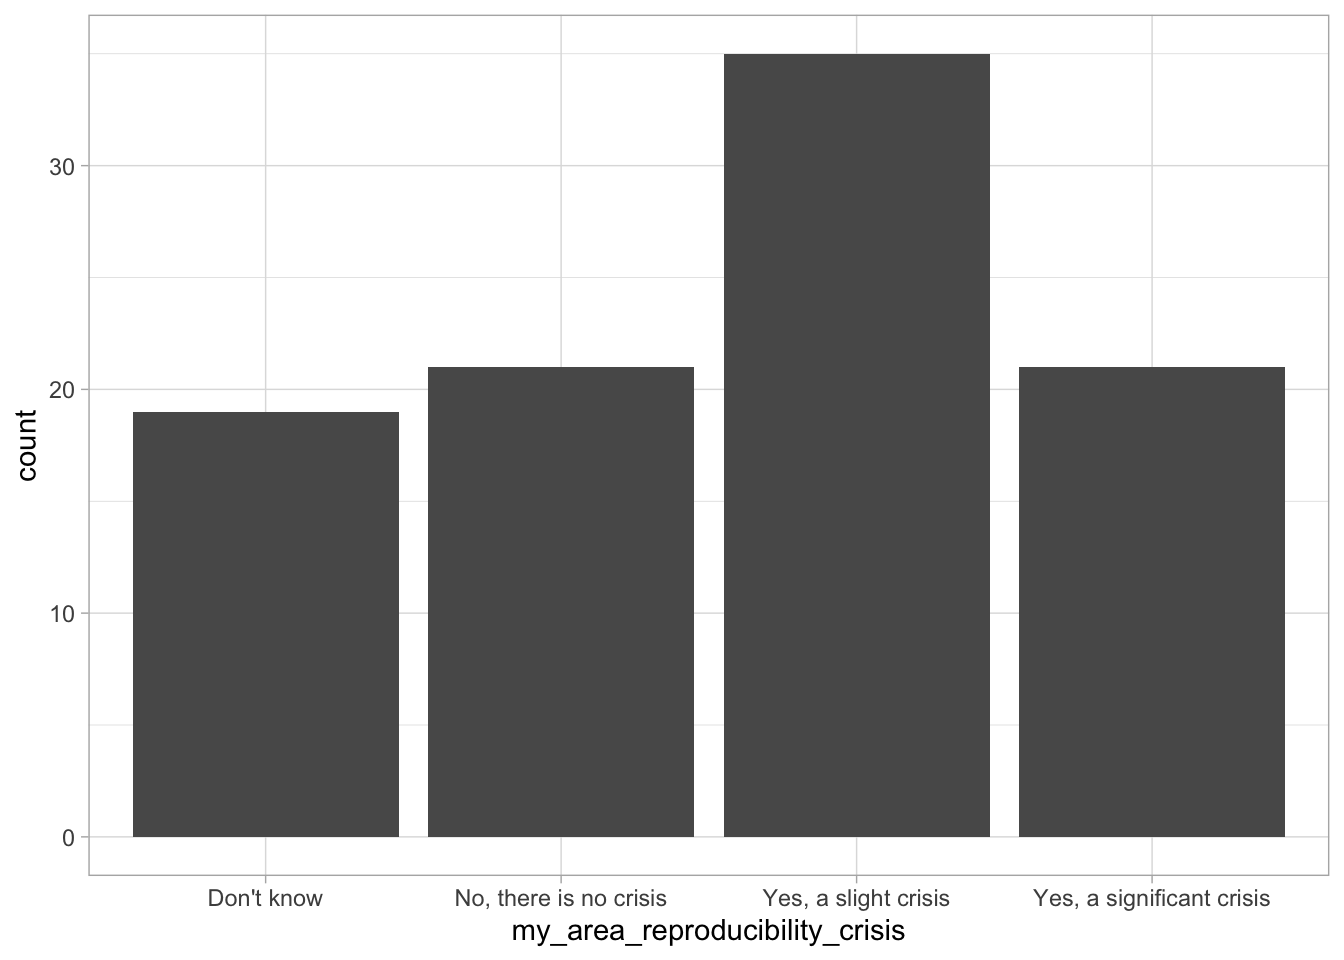 count
30
20
10
0
Don't know
No, there is no crisis
Yes, a slight crisis
Yes, a significant crisis
my_area_reproducibility_crisis